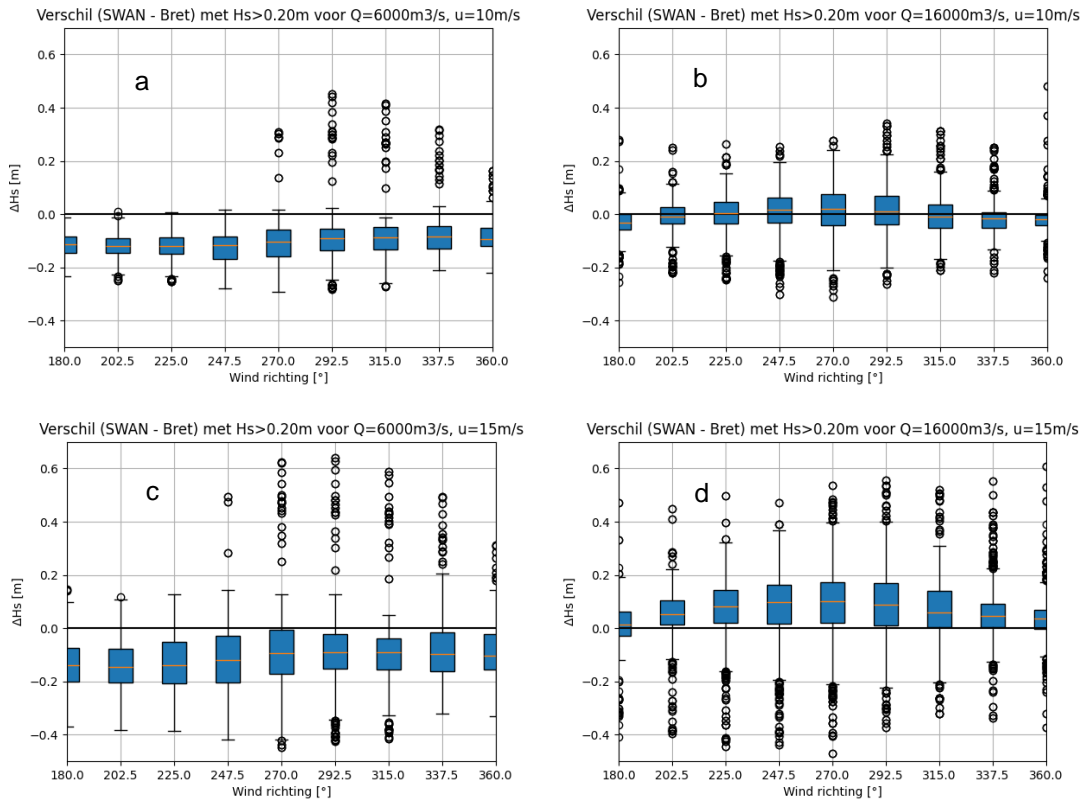 Verschil (SWAN - Bret) met Hs>0.20m voor Q=6000m3/s, u=10m/s
a
0.6
0.4
0.2
0.0
−0.2
−0.4
ΔHs [m]
180.0 202.5 225.0 247.5 270.0 292.5 315.0 337.5 360.0
Wind richting [°]
Verschil (SWAN - Bret) met Hs>0.20m voor Q=16000m3/s, u=10m/s
b
0.6
0.4
0.2
0.0
−0.2
−0.4
ΔHs [m]
180.0 202.5 225.0 247.5 270.0 292.5 315.0 337.5 360.0
Wind richting [°]
Verschil (SWAN - Bret) met Hs>0.20m voor Q=6000m3/s, u=15m/s
c
0.6
0.4
0.2
0.0
−0.2
−0.4
ΔHs [m]
180.0 202.5 225.0 247.5 270.0 292.5 315.0 337.5 360.0
Wind richting [°]
Verschil (SWAN - Bret) met Hs>0.20m voor Q=16000m3/s, u=15m/s
d
0.6
0.4
0.2
0.0
−0.2
−0.4
ΔHs [m]
180.0 202.5 225.0 247.5 270.0 292.5 315.0 337.5 360.0
Wind richting [°]